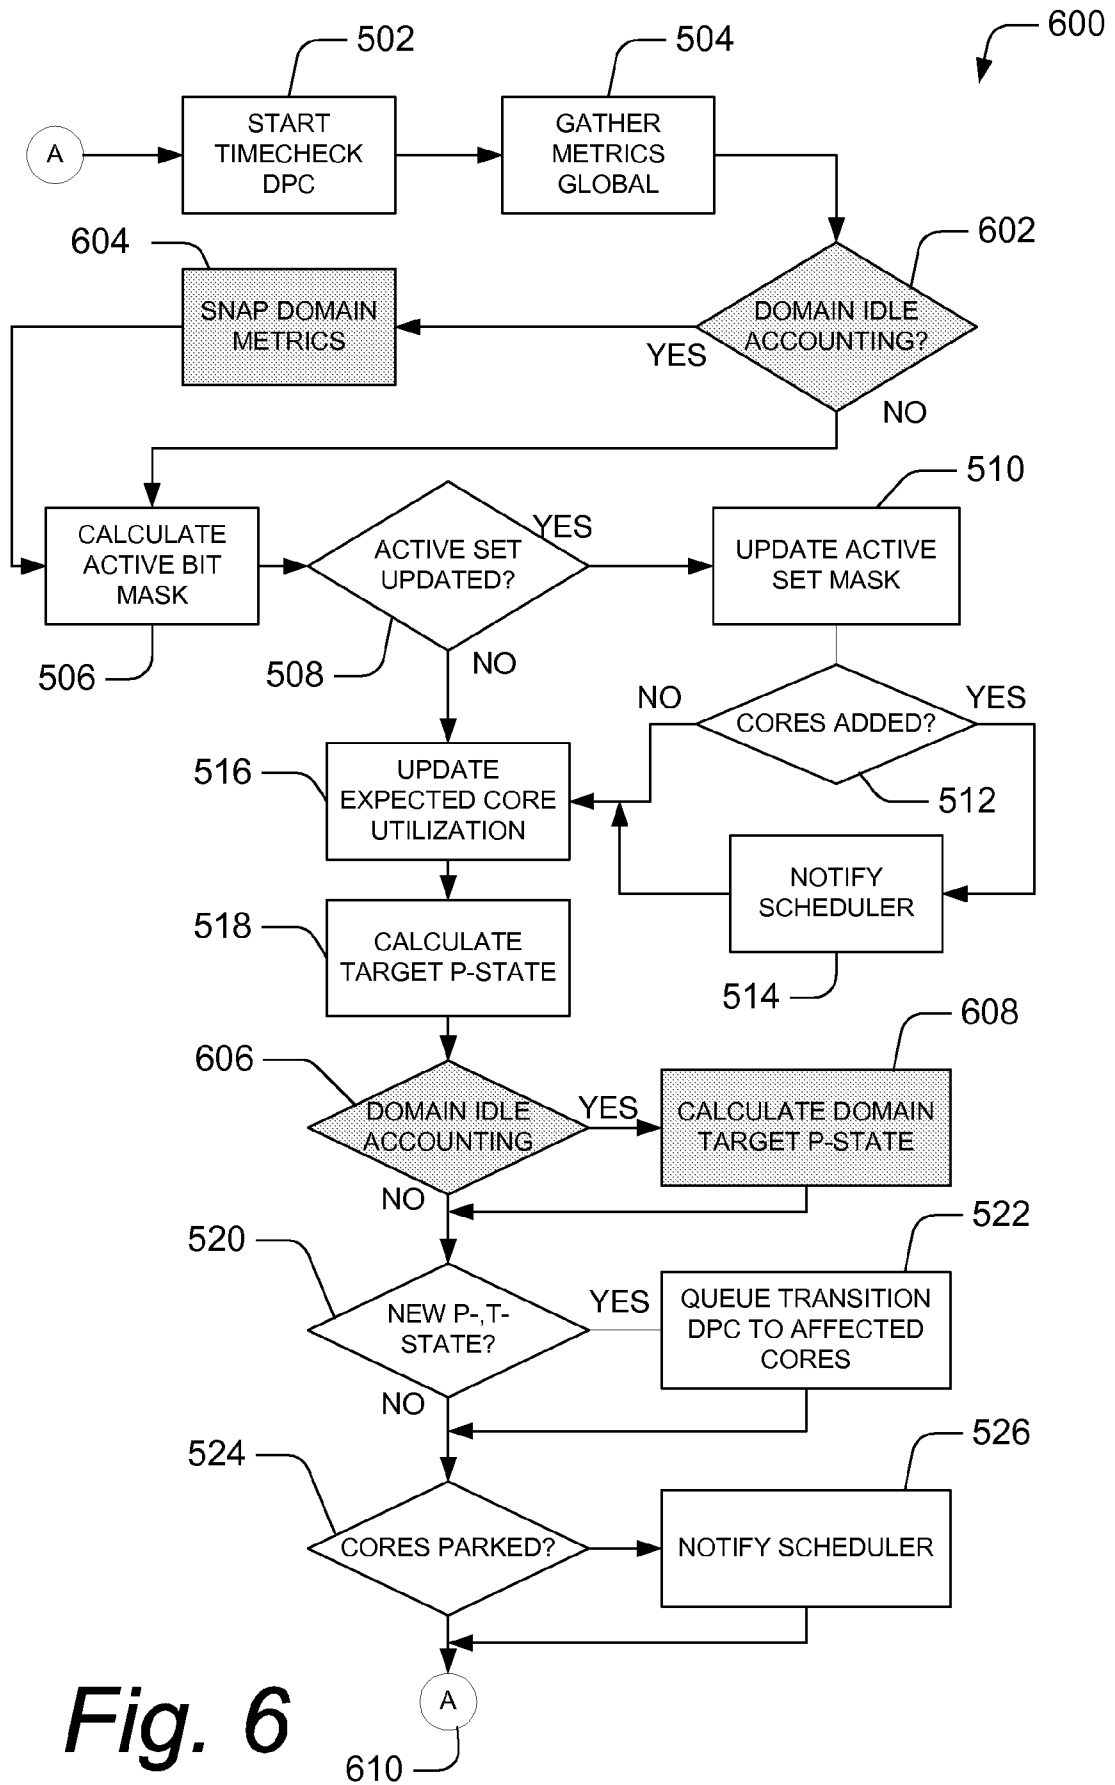 600
502
504
A
START
TIMECHECK
DPC
GATHER
METRICS
GLOBAL
604
602
SNAP DOMAIN
METRICS
DOMAIN IDLE
ACCOUNTING?
YES
NO
510
CALCULATE
ACTIVE BIT
MASK
ACTIVE SET
UPDATED?
YES
UPDATE ACTIVE
SET MASK
506
508
NO
NO
YES
CORES ADDED?
516
UPDATE
EXPECTED CORE
UTILIZATION
512
NOTIFY
SCHEDULER
518
CALCULATE
TARGET P-STATE
514
608
606
DOMAIN IDLE
ACCOUNTING
YES
CALCULATE DOMAIN
TARGET P-STATE
NO
522
520
NEW P-,T-
STATE?
YES
QUEUE TRANSITION
DPC TO AFFECTED
CORES
NO
526
524
CORES PARKED?
NOTIFY SCHEDULER
A
Fig. 6
610